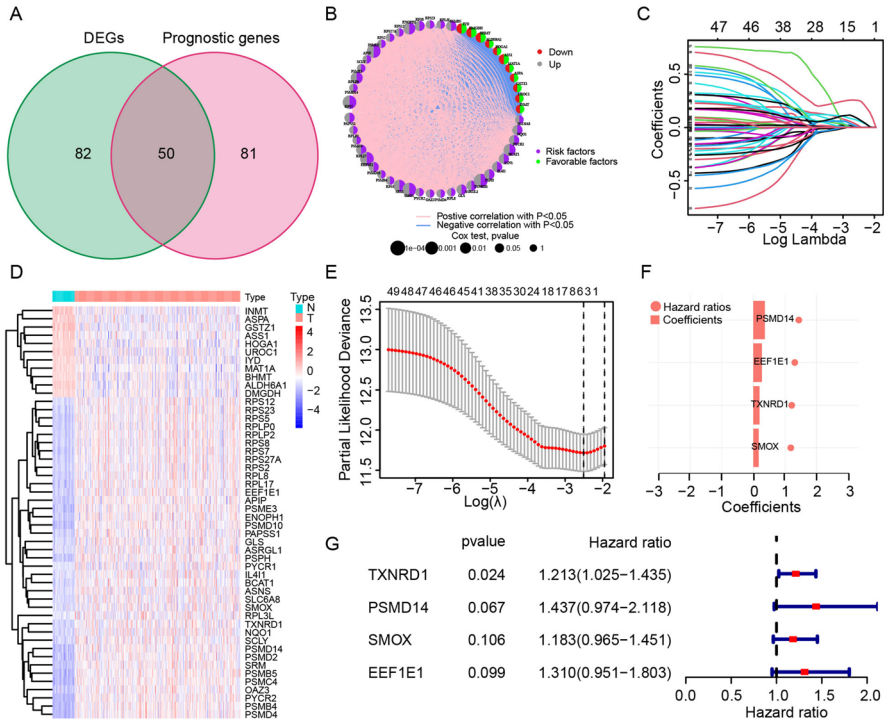 A
DEGs
Prognostic genes
82
50
81
B
Down
Up
Risk factors
Favorable factors
Postive correlation with P<0.05
Negative correlation with P<0.05
Cox test, pvalue
1e−04
0.001
0.01
0.05
1
C
47
46
38
28
15
1
Coefficients
0.5
0.0
−0.5
−7
−6
−5
−4
−3
−2
Log Lambda
D
Type
INMT
ASPA
GSTZ1
ASS1
HOGA1
UROC1
IYD
MAT1A
BHMT
ALDH6A1
DMGDH
RPS12
RPS23
RPS5
RPLP0
RPLP2
RPS8
RPS7
RPS27A
RPS2
RPL8
RPL17
EEF1E1
APIP
PSME3
ENOPH1
PSMD10
PAPSS1
GLS
ASRGL1
PSPH
PYCR1
IL4I1
BCAT1
ASNS
SLC6A8
SMOX
RPL3L
TXNRD1
NQO1
SCLY
PSMD14
PSMD2
SRM
PSMB5
PSMC4
OAZ3
PYCR2
PSMB4
PSMD4
Type
N
T
4
2
0
−2
−4
E
49 48 47 46 46 45 41 38 35 30 24 18 17 8 6 3 1
Partial Likelihood Deviance
13.5
13.0
12.5
12.0
11.5
−7
−6
−5
−4
−3
−2
Log(λ)
F
Hazard ratios
Coefficients
PSMD14
EEF1E1
TXNRD1
SMOX
−3
−2
−1
0
1
2
3
Coefficients
G
pvalue
Hazard ratio
TXNRD1
0.024
1.213(1.025−1.435)
PSMD14
0.067
1.437(0.974−2.118)
SMOX
0.106
1.183(0.965−1.451)
EEF1E1
0.099
1.310(0.951−1.803)
0.0
0.5
1.0
1.5
2.0
Hazard ratio